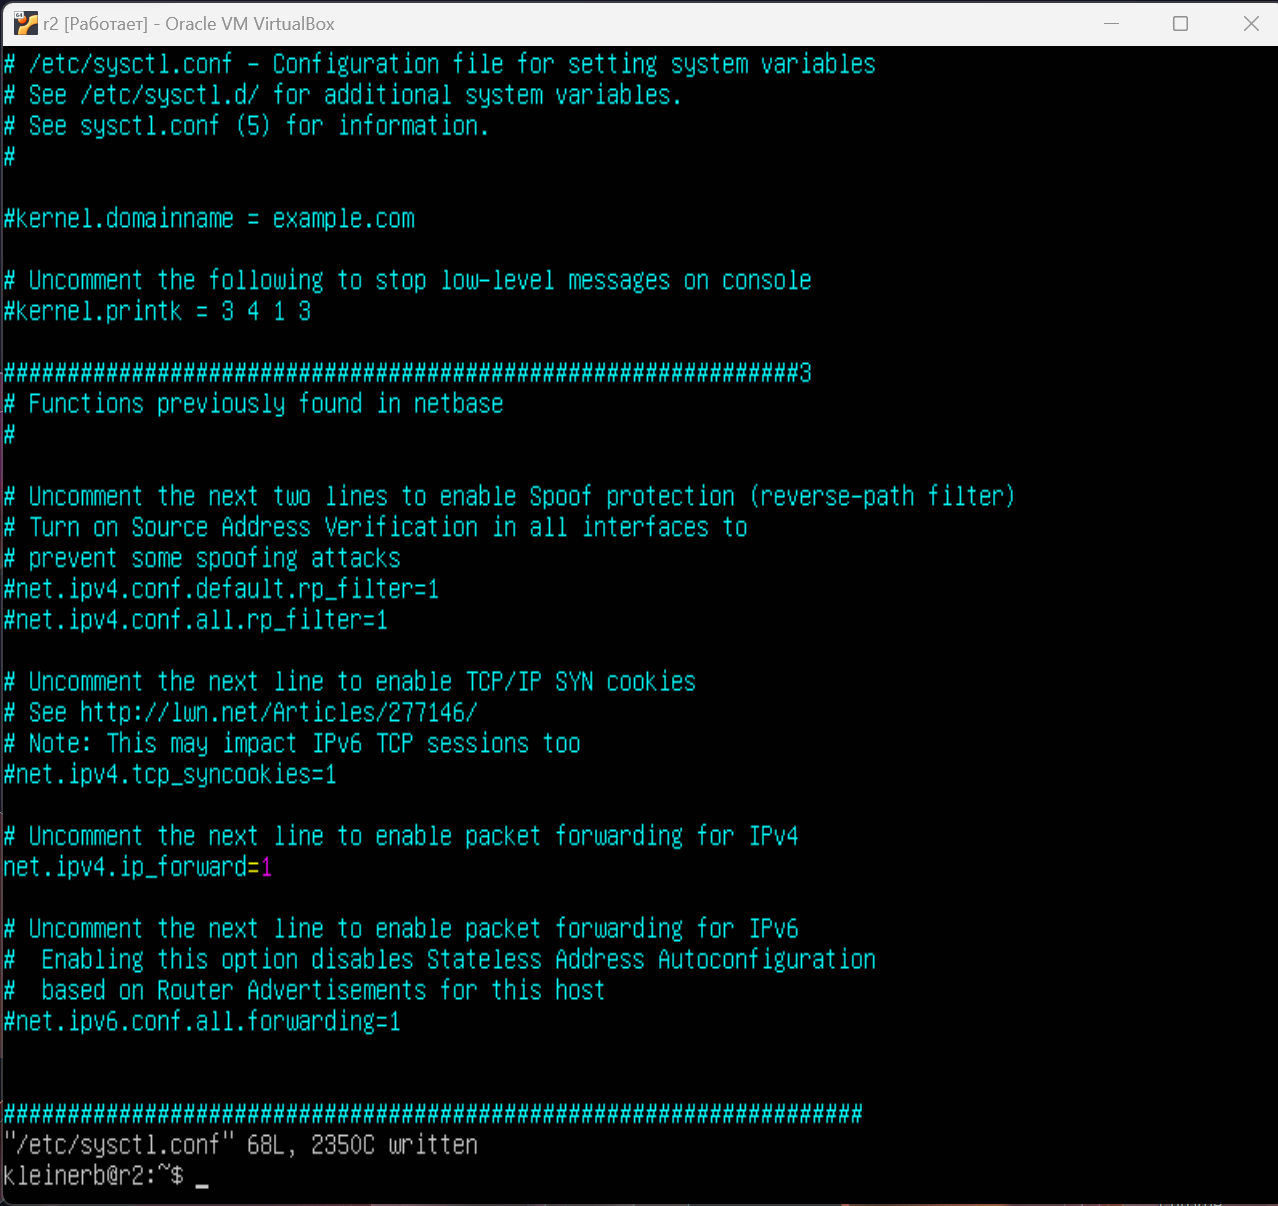 r2 [Работает] - Oracle VM VirtualBox
# /etc/sysctl.conf - Configuration file for setting system variables
# See /etc/sysctl.d/ for additional system variables.
# See sysctl.conf (5) for information.
#
#kernel.domainname = example.com
# Uncomment the following to stop low-level messages on console
#kernel.printk = 3 4 1 3
##############################################################3
# Functions previously found in netbase
#
# Uncomment the next two lines to enable Spoof protection (reverse-path filter)
# Turn on Source Address Verification in all interfaces to
# prevent some spoofing attacks
#net.ipv4.conf.default.rp_filter=1
#net.ipv4.conf.all.rp_filter=1
# Uncomment the next line to enable TCP/IP SYN cookies
# See http://lwn.net/Articles/277146/
# Note: This may impact IPv6 TCP sessions too
#net.ipv4.tcp_syncookies=1
# Uncomment the next line to enable packet forwarding for IPv4
net.ipv4.ip_forward=1
# Uncomment the next line to enable packet forwarding for IPv6
#  Enabling this option disables Stateless Address Autoconfiguration
#  based on Router Advertisements for this host
#net.ipv6.conf.all.forwarding=1
###################################################################
"/etc/sysctl.conf" 68L, 2350C written
kleinerb@r2:~$ _